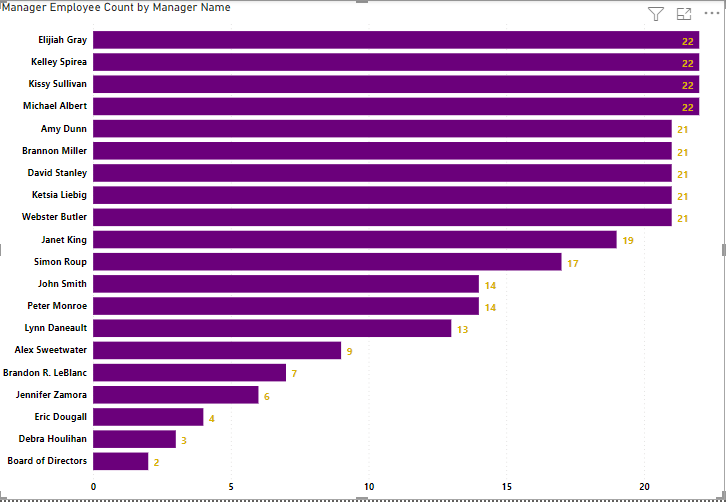 Manager Employee Count by Manager Name
Elijiah Gray 22
Kelley Spirea 22
Kissy Sullivan 22
Michael Albert 22
Amy Dunn 21
Brannon Miller 21
David Stanley 21
Ketsia Liebig 21
Webster Butler 21
Janet King 19
Simon Roup 17
John Smith 14
Peter Monroe 14
Lynn Daneault 13
Alex Sweetwater 9
Brandon R. LeBlanc 7
Jennifer Zamora 6
Eric Dougall 4
Debra Houlihan 3
Board of Directors 2
0 5 10 15 20